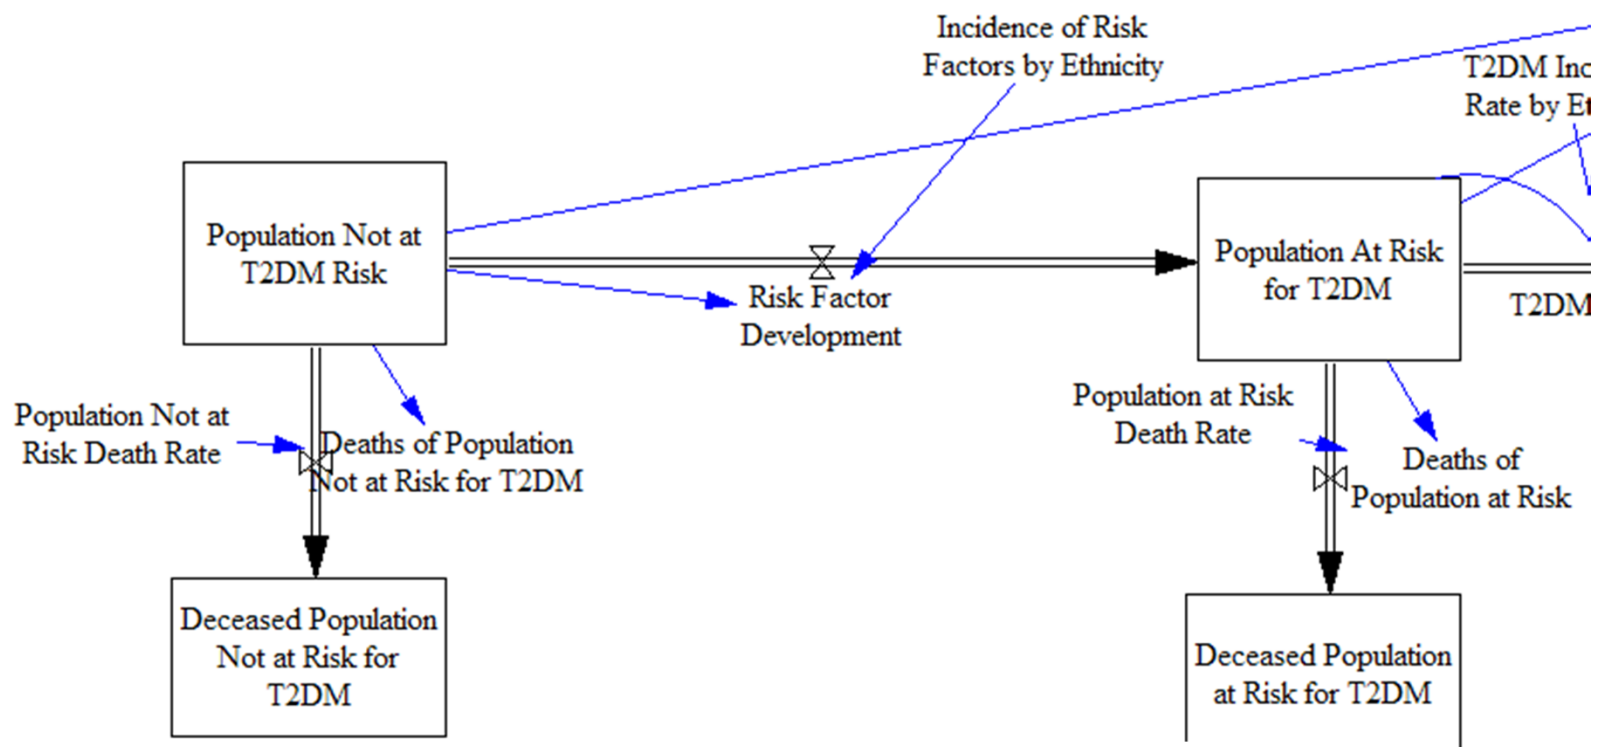 Incidence of Risk
Factors by Ethnicity
T2DM Inc
Rate by Et
Population Not at
T2DM Risk
Population At Risk
for T2DM
Risk Factor
Development
T2DM
Population Not at
Risk Death Rate
Deaths of Population
Not at Risk for T2DM
Population at Risk
Death Rate
Deaths of
Population at Risk
Deceased Population
Not at Risk for
T2DM
Deceased Population
at Risk for T2DM